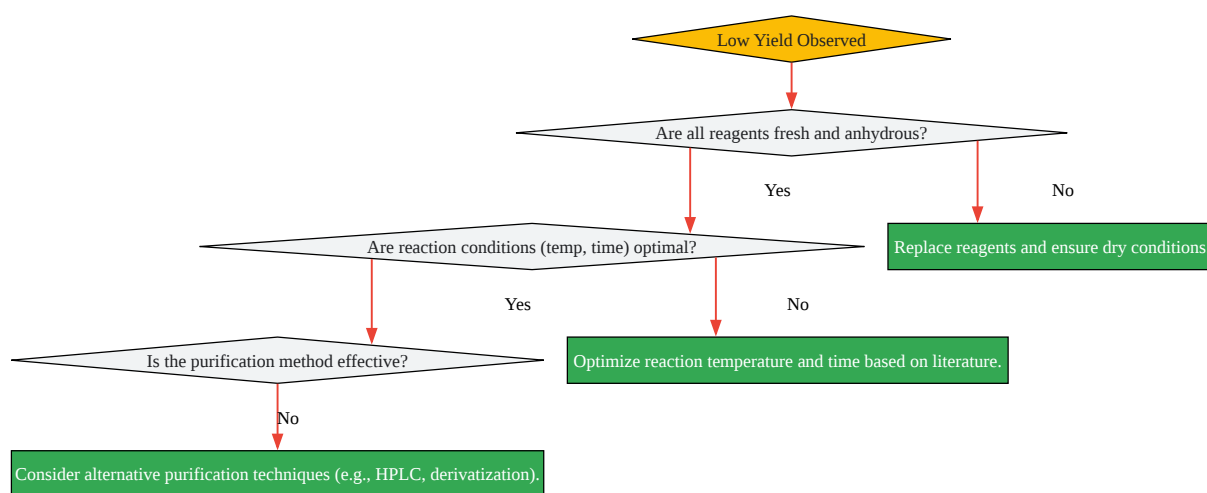 Low Yield Observed
Are all reagents fresh and anhydrous?
Yes
No
Are reaction conditions (temp, time) optimal?
Replace reagents and ensure dry conditions
Yes
No
Is the purification method effective?
Optimize reaction temperature and time based on literature.
No
Consider alternative purification techniques (e.g., HPLC, derivatization).